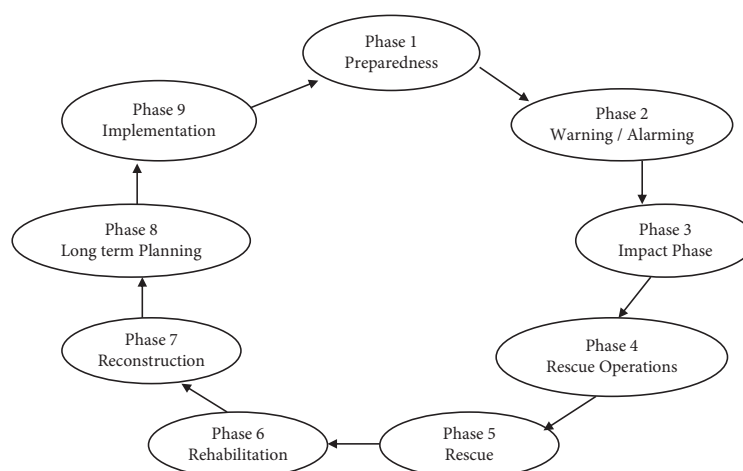 Phase 1
Preparedness
Phase 2
Warning / Alarming
Phase 3
Impact Phase
Phase 4
Rescue Operations
Phase 5
Rescue
Phase 6
Rehabilitation
Phase 7
Reconstruction
Phase 8
Long term Planning
Phase 9
Implementation